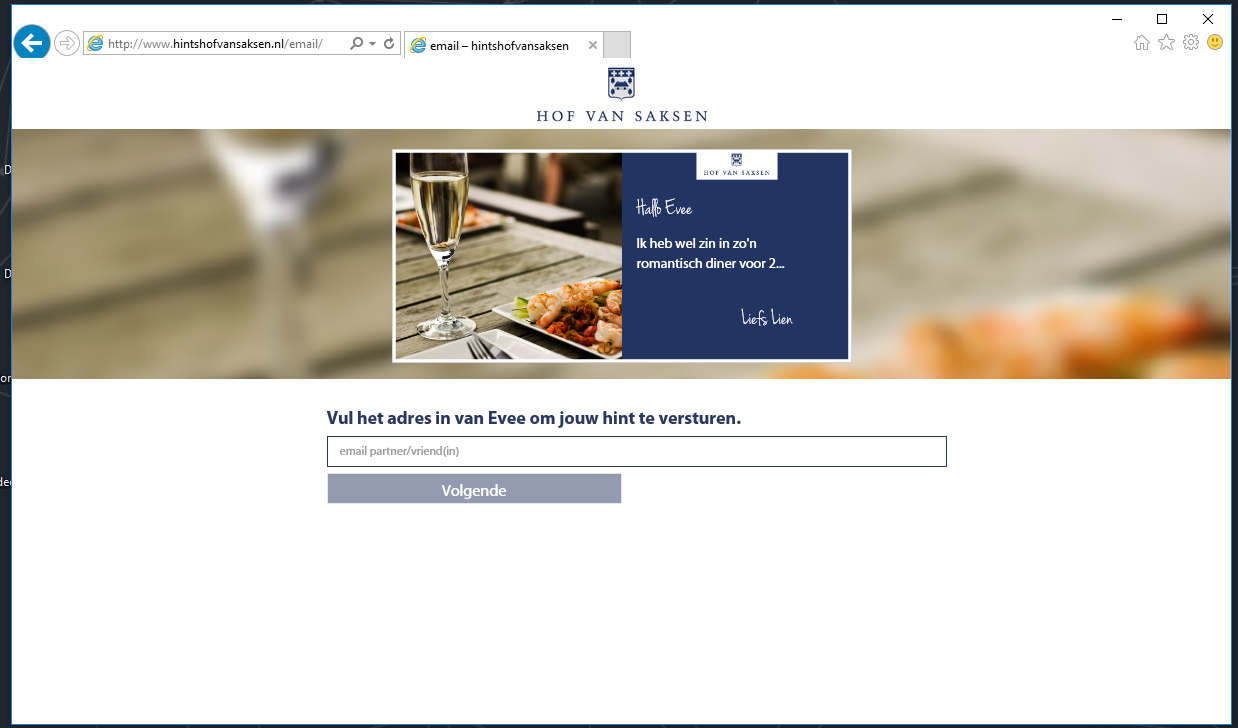 http://www.hintshofvansaksen.nl/email/
email – hintshofvansaksen
HOF VAN SAKSEN
HOF VAN SAKSEN
Hallo Evee
Ik heb wel zin in zo'n
romantisch diner voor 2...
Liefs Lien
Vul het adres in van Evee om jouw hint te versturen.
email partner/vriend(in)
Volgende